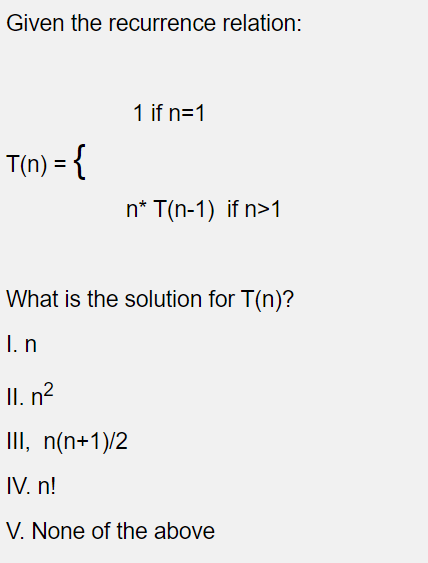 Given the recurrence relation:
1 if n=1
T(n) = {
n* T(n-1) if n>1
What is the solution for T(n)?
I. n
II. n²
III, n(n+1)/2
IV. n!
V. None of the above